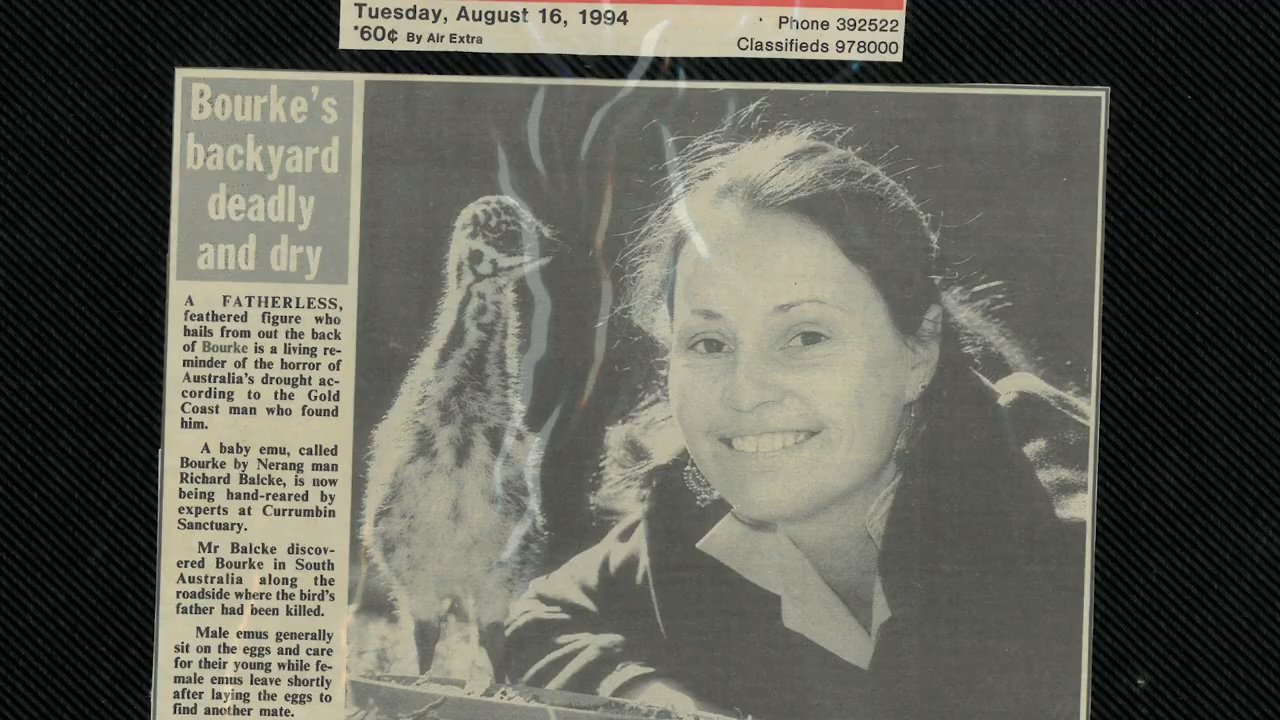 Tuesday, August 16, 1994
*60¢ By Air Extra
Phone 392522
Classifieds 978000
Bourke's
backyard
deadly
and dry
A FATHERLESS,
feathered figure who
hails from out the back
of Bourke is a living re-
minder of the horror of
Australia's drought ac-
cording to the Gold
Coast man who found
him.
A baby emu, called
Bourke by Nerang man
Richard Balcke, is now
being hand-reared by
experts at Currumbin
Sanctuary.
Mr Balcke discov-
ered Bourke in South
Australia along the
roadside where the bird's
father had been killed.
Male emus generally
sit on the eggs and care
for their young while fe-
male emus leave shortly
after laying the eggs to
find another mate.